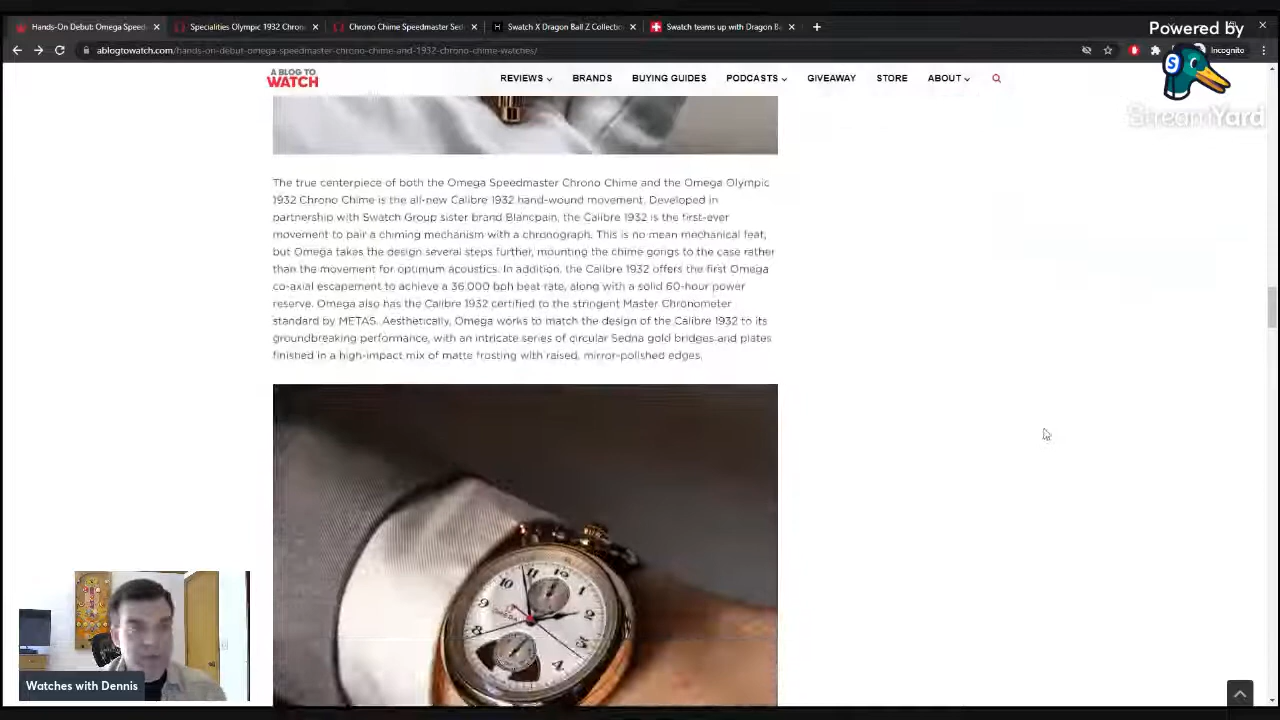 Hands-On Debut: Omega Speed
Specialities Olympic 1932 Chron
Chrono Chime Speedmaster Sed
Swatch X Dragon Ball Z Collectio
Swatch teams up with Dragon Ba
Powered by
ablogtowatch.com/hands-on-debut-omega-speedmaster-chrono-chime-and-1932-chrono-chime-watches/
Incognito
StreamYard
A BLOG TO
WATCH
REVIEWS
BRANDS
BUYING GUIDES
PODCASTS
GIVEAWAY
STORE
ABOUT
The true centerpiece of both the Omega Speedmaster Chrono Chime and the Omega Olympic
1932 Chrono Chime is the all-new Calibre 1932 hand-wound movement. Developed in
partnership with Swatch Group sister brand Blancpain, the Calibre 1932 is the first-ever
movement to pair a chiming mechanism with a chronograph. This is no mean mechanical feat,
but Omega takes the design several steps further, mounting the chime gongs to the case rather
than the movement for optimum acoustics. In addition, the Calibre 1932 offers the first Omega
co-axial escapement to achieve a 36,000 bph beat rate, along with a solid 60-hour power
reserve. Omega also has the Calibre 1932 certified to the stringent Master Chronometer
standard by METAS. Aesthetically, Omega works to match the design of the Calibre 1932 to its
groundbreaking performance, with an intricate series of circular Sedna gold bridges and plates
finished in a high-impact mix of matte frosting with raised, mirror-polished edges.
Watches with Dennis